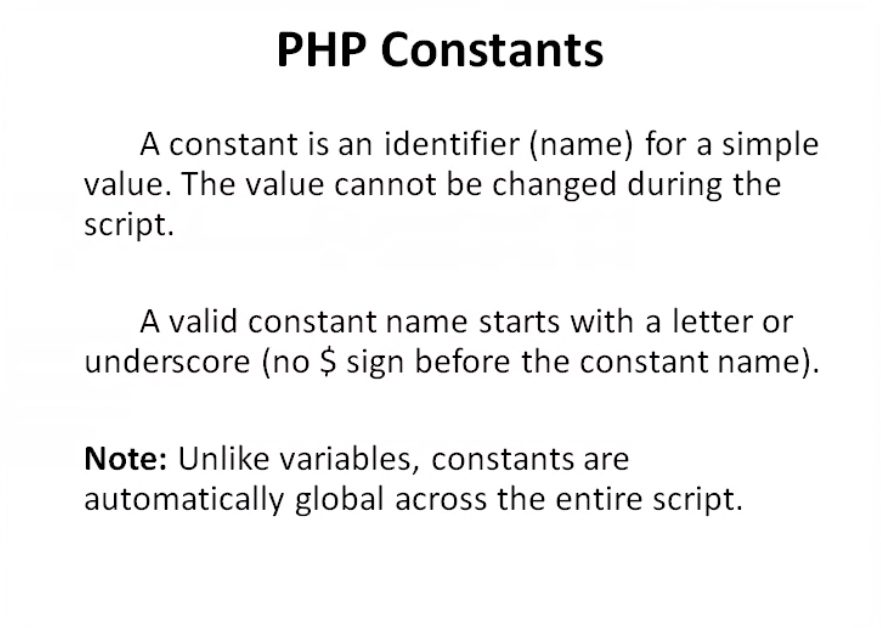 PHP Constants
A constant is an identifier (name) for a simple
value. The value cannot be changed during the
script.
A valid constant name starts with a letter or
underscore (no $ sign before the constant name).
Note: Unlike variables, constants are
automatically global across the entire script.